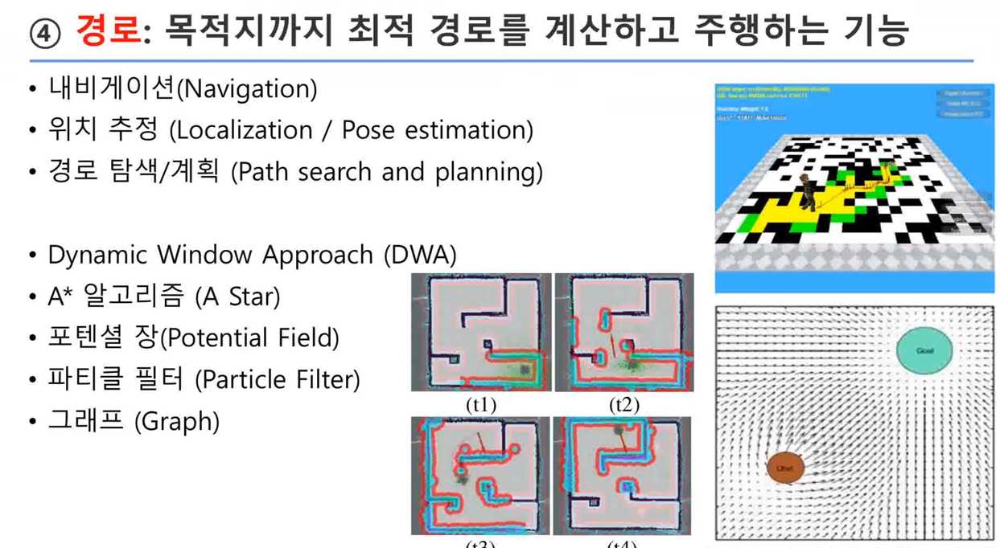 ④ 경로: 목적지까지 최적 경로를 계산하고 주행하는 기능
• 내비게이션(Navigation)
• 위치 추정 (Localization / Pose estimation)
• 경로 탐색/계획 (Path search and planning)
• Dynamic Window Approach (DWA)
• A* 알고리즘 (A Star)
• 포텐셜 장(Potential Field)
• 파티클 필터 (Particle Filter)
• 그래프 (Graph)
(t1)
(t2)
(t3)
(t4)
Goal